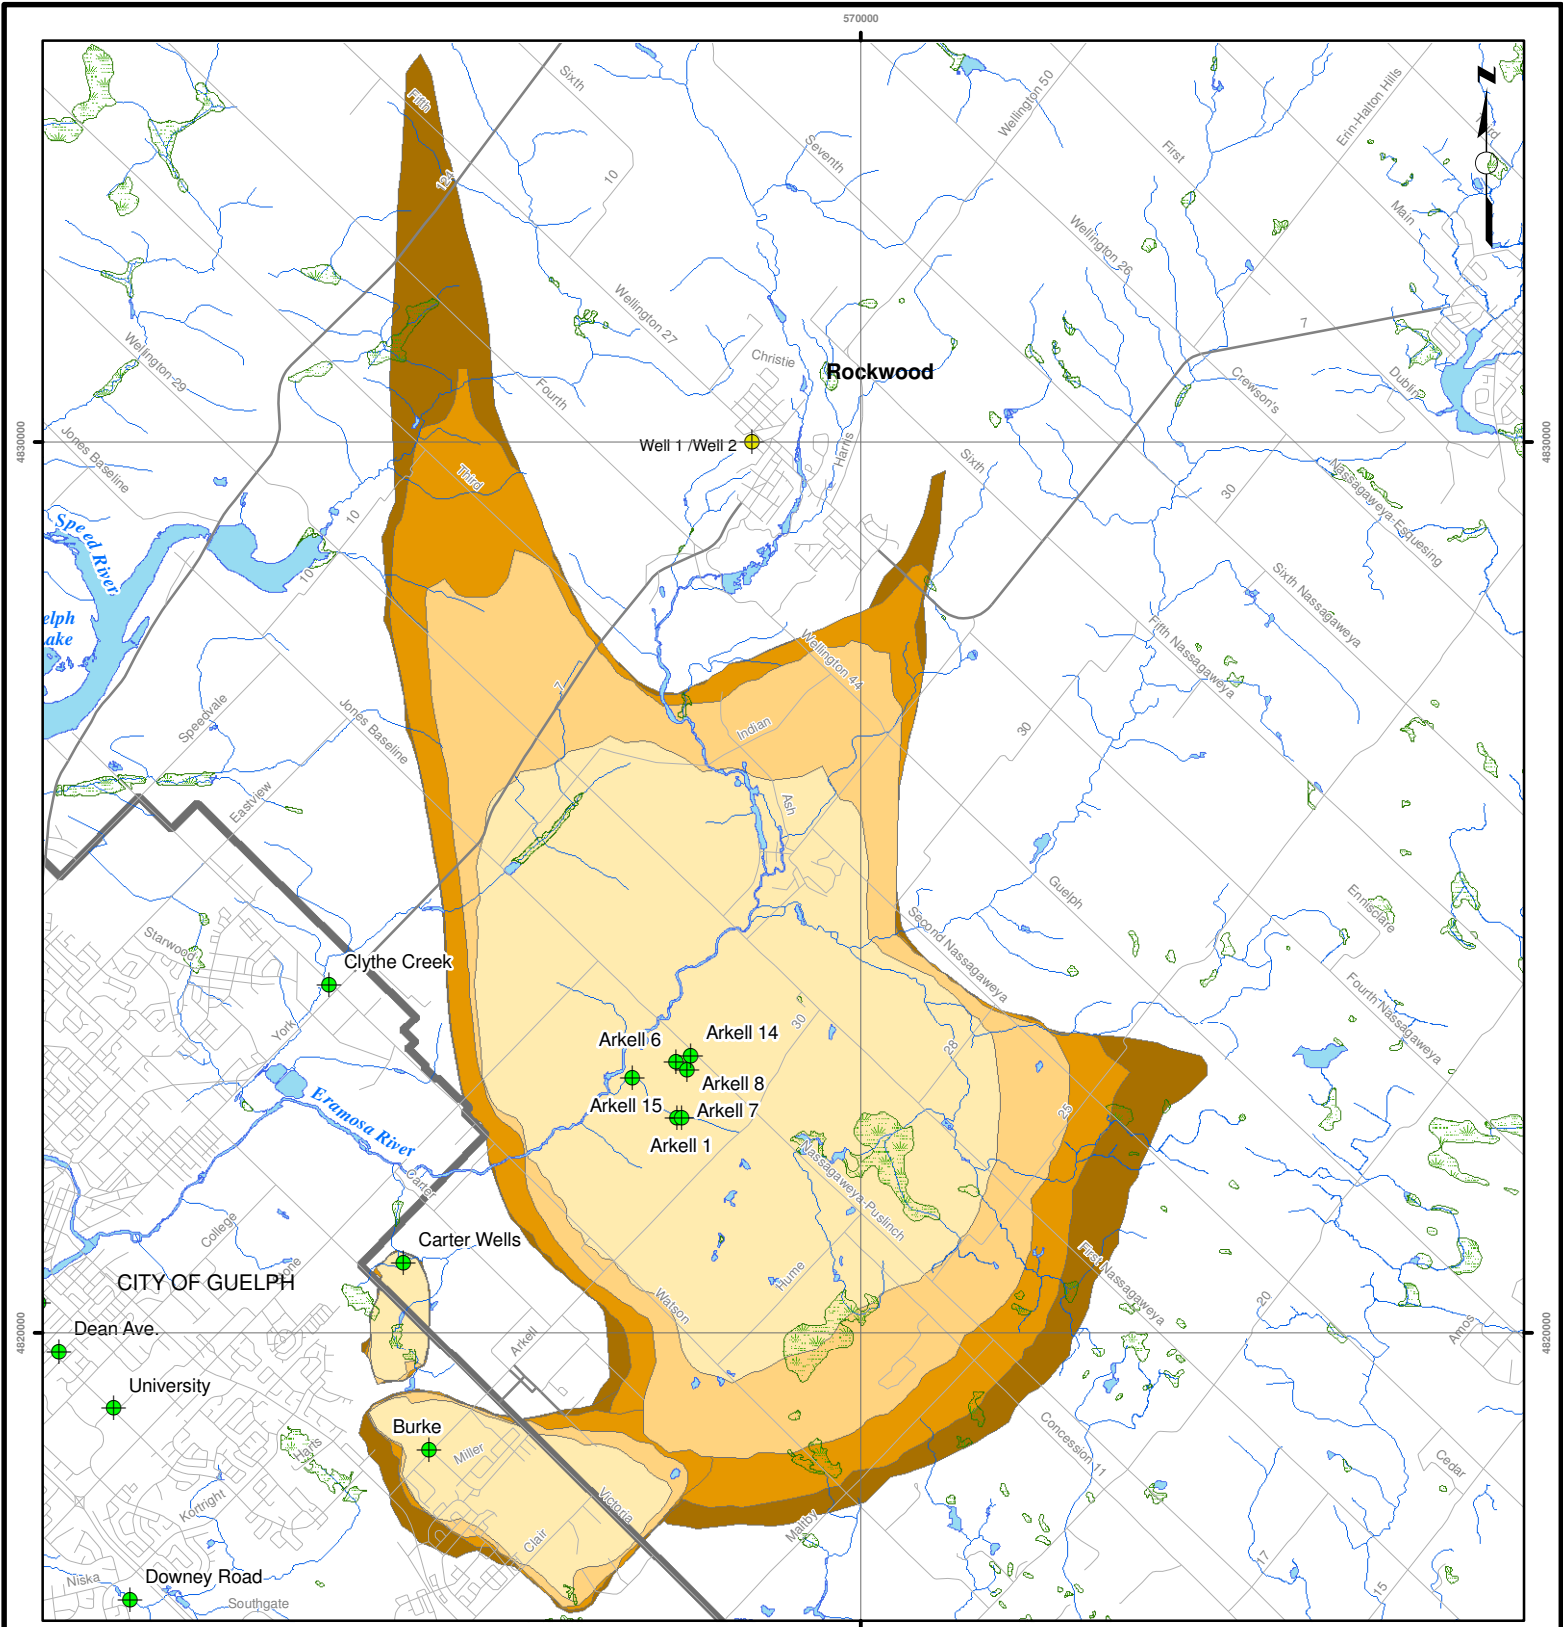 570000
Sixth
Fifth
124
10
Seventh
Wellington 50
First
Erin-Halton Hills
N
Main
Wellington 26
Wellington 27
Wellington 29
7
Christie
Rockwood
Crewson's
Dublin
Fourth
4830000
4830000
Well 1 /Well 2
Harris
Jones Baseline
Third
Sixth
30
Nassagaweya-Esquesing
10
Speed River
10
Sixth Nassagaweya
elph
ake
Fifth Nassagaweya
Wellington 44
7
Speedvale
Jones Baseline
Indian
30
Eastview
Ash
Guelph
Ennisclare
Second Nassagaweya
Starwood
Clythe Creek
Fourth Nassagaweya
York
30
Arkell 6
Arkell 14
28
Arkell 8
Arkell 15
Arkell 7
25
Eramosa River
Arkell 1
Carter
Nassagaweya-Puslinch
College
Carter Wells
First Nassagaweya
CITY OF GUELPH
Hume
Watson
20
4820000
4820000
Dean Ave.
Arkell
Amos
University
Burke
Harts
Miller
Concession 11
Cedar
Kortright
Victoria
Maltby
Clair
17
Niska
Downey Road
Southgate
15